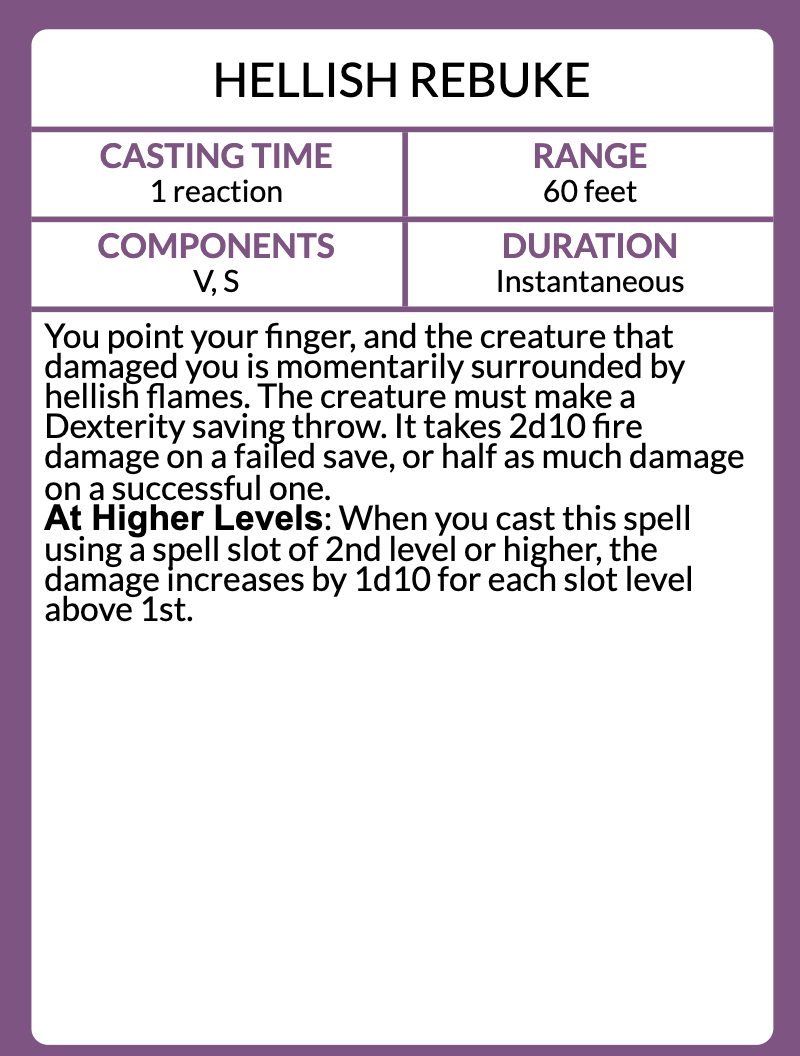 HELLISH REBUKE
CASTING TIME
1 reaction
RANGE
60 feet
COMPONENTS
V, S
DURATION
Instantaneous
You point your finger, and the creature that
damaged you is momentarily surrounded by
hellish flames. The creature must make a
Dexterity saving throw. It takes 2d10 fire
damage on a failed save, or half as much damage
on a successful one.
At Higher Levels: When you cast this spell
using a spell slot of 2nd level or higher, the
damage increases by 1d10 for each slot level
above 1st.